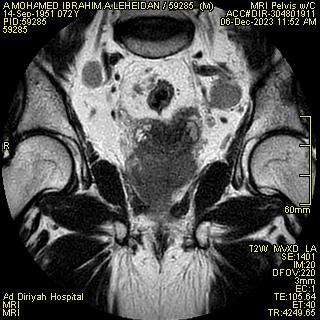 A MOHAMED IBRAHIM A LEHEIDAN / 59285 (M)
14-Sep-1951 072Y
PID:59285
59285
MRI Pelvis w/C
ACC#DIR-304801911
06-Dec-2023 11:52 AM
R
60mm
T2W MvXD LA
SE:1401
IM:20
DFOV:220
3mm
EC:1
TE:105.64
ET:40
TR:4249.65
Ad Diriyah Hospital
MRI
MRI